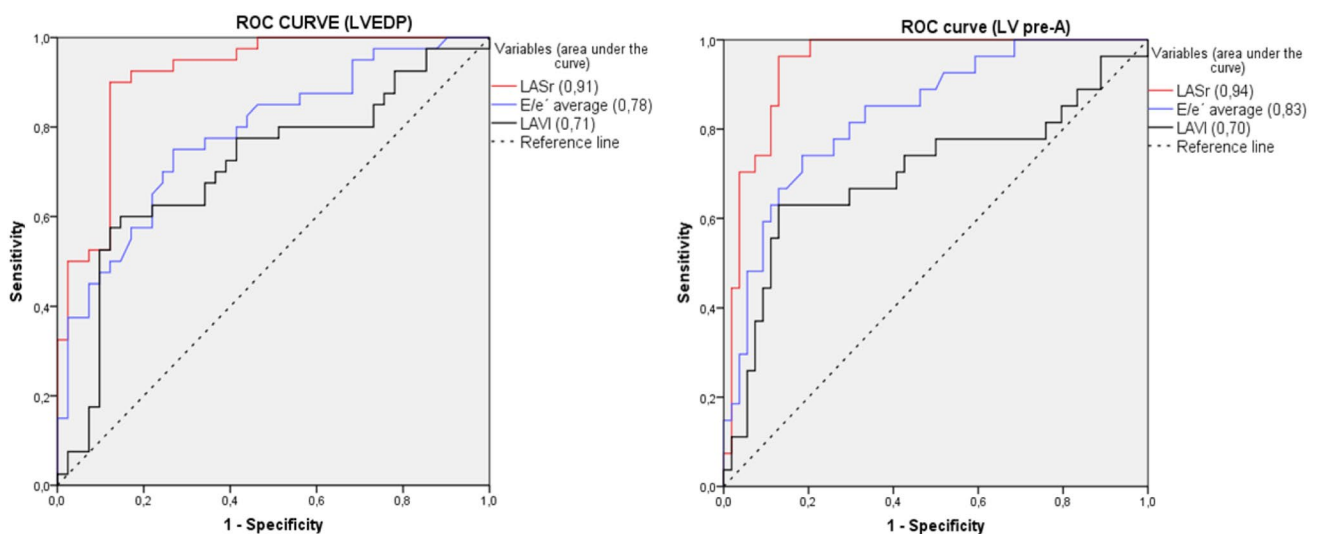 ROC CURVE (LVEDP)
Variables (area under the
curve)
LASr (0,91)
E/e´ average (0,78)
LAVI (0,71)
Reference line
1,0
0,8
0,6
0,4
0,2
0,0
Sensitivity
0,0 0,2 0,4 0,6 0,8 1,0
1 - Specificity
ROC curve (LV pre-A)
Variables (area under the
curve)
LASr (0,94)
E/e´ average (0,83)
LAVI (0,70)
Reference line
1,0
0,8
0,6
0,4
0,2
0,0
Sensitivity
0,0 0,2 0,4 0,6 0,8 1,0
1 - Specificity